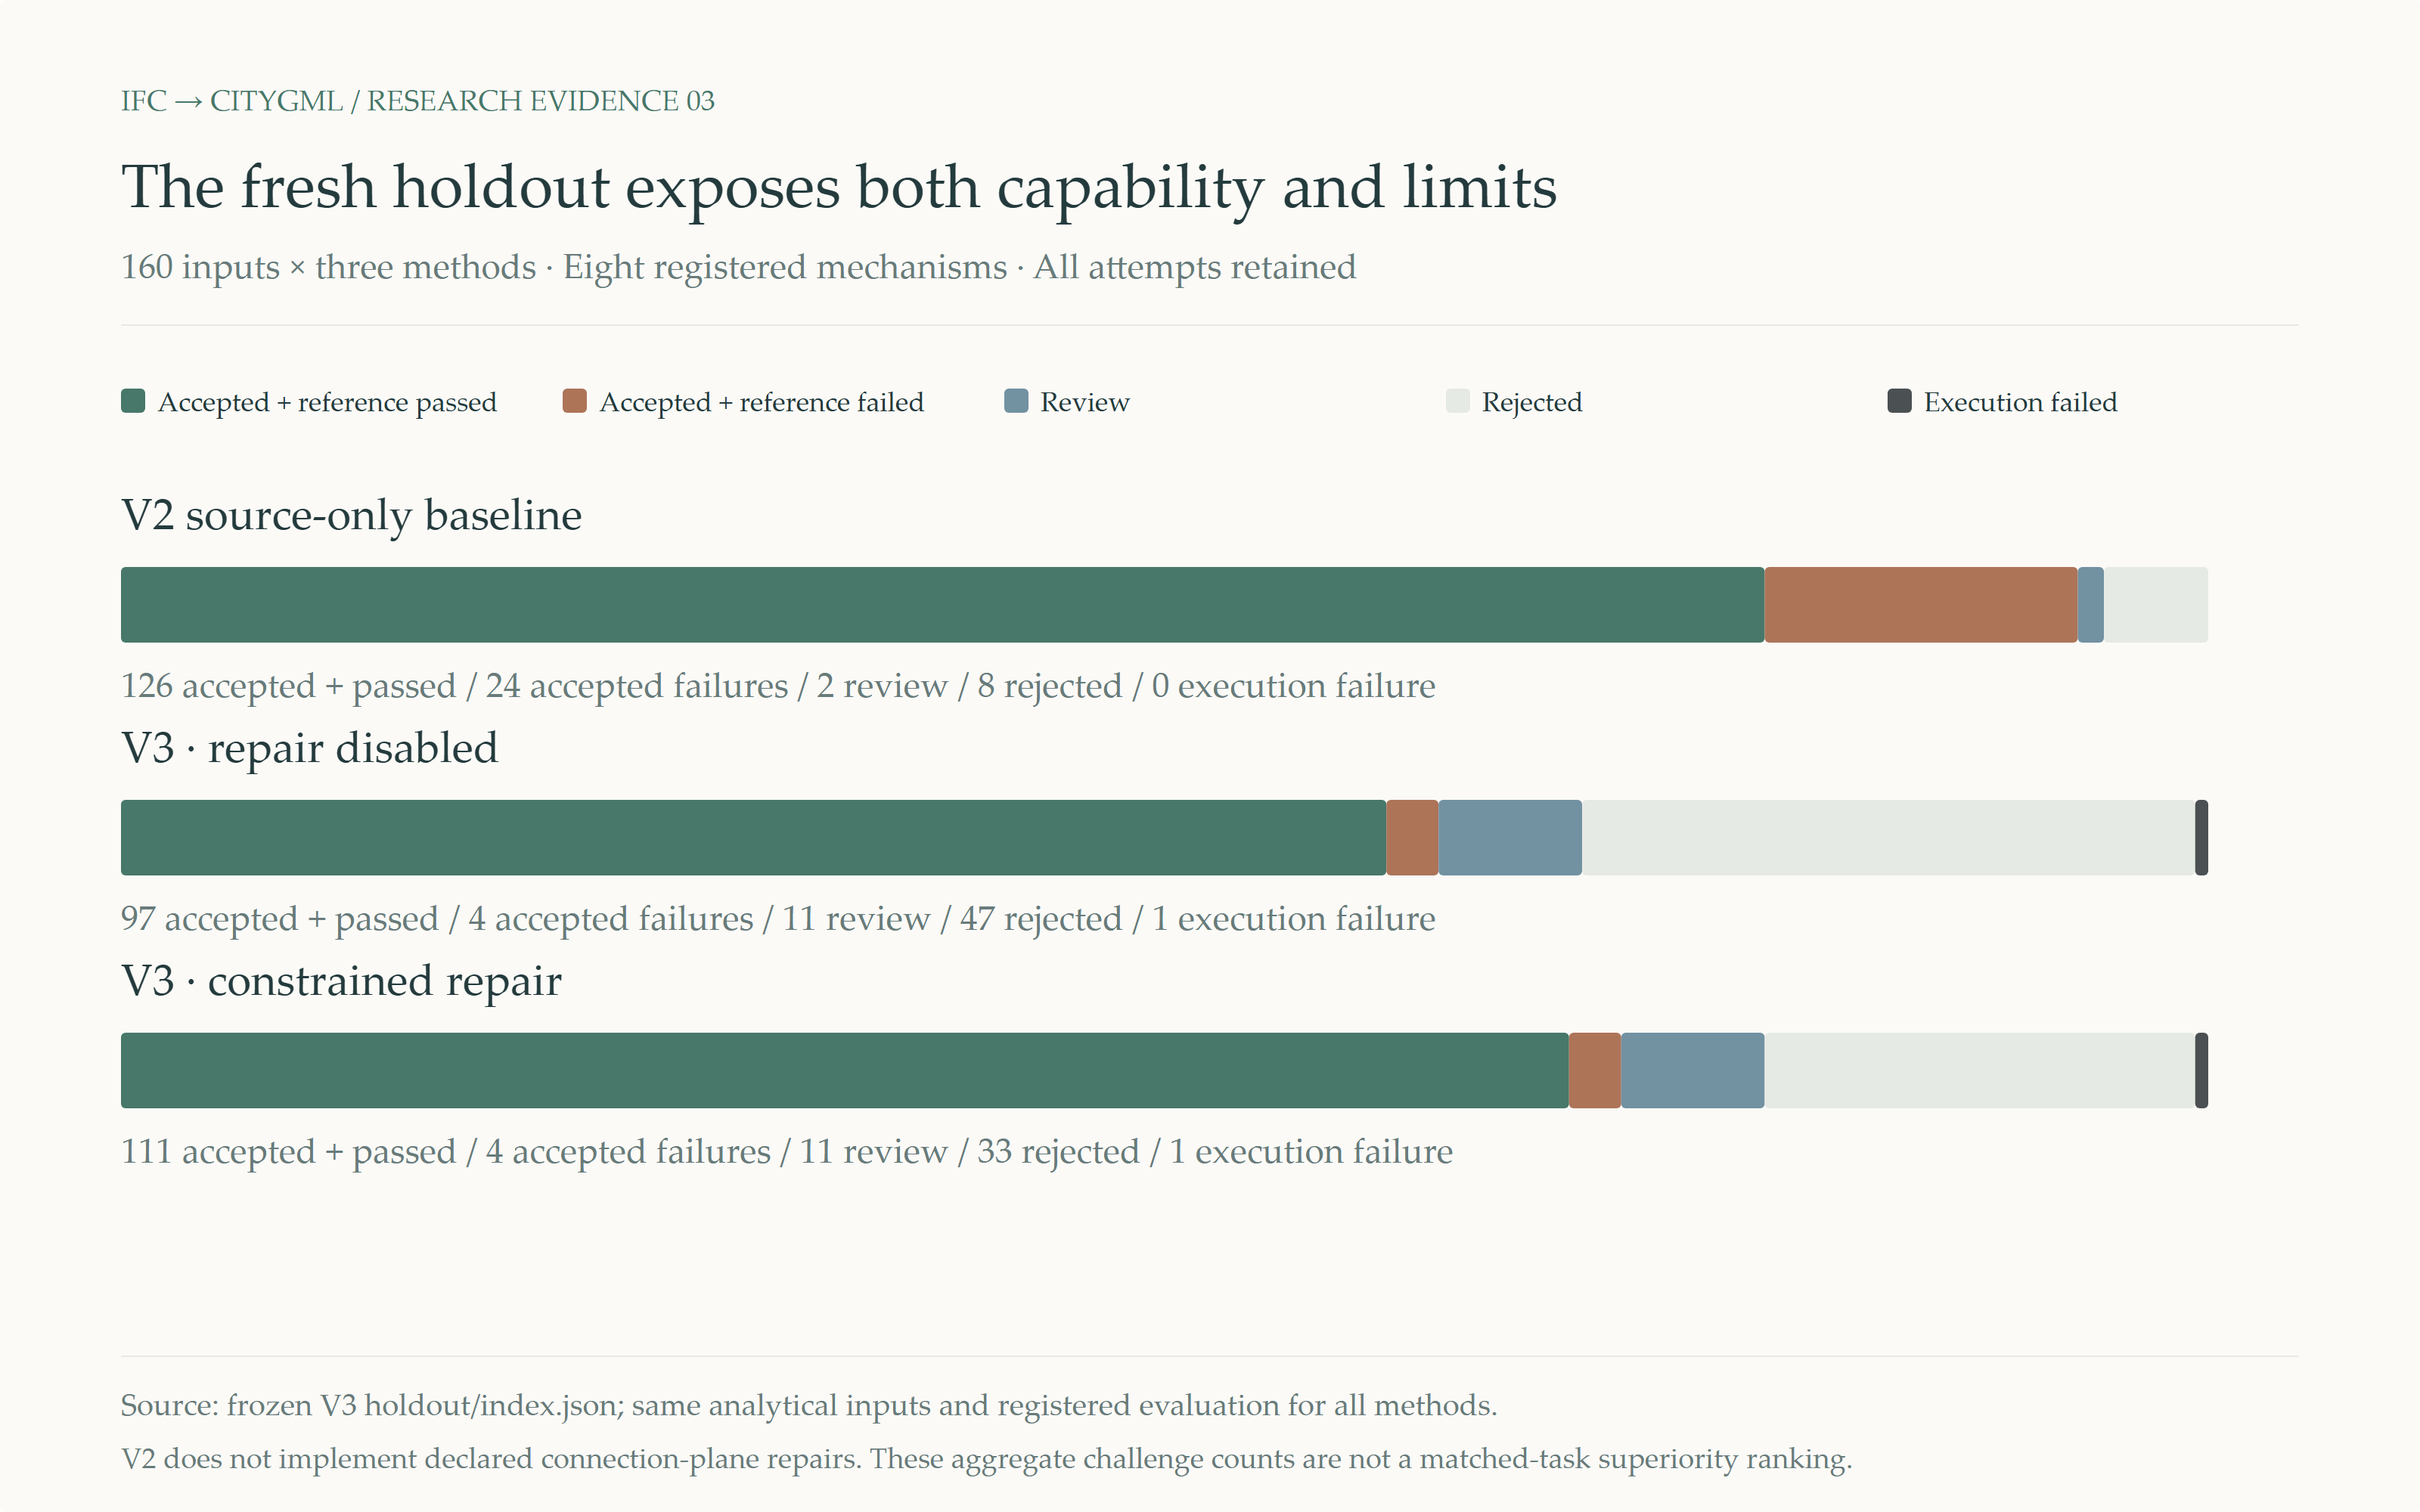 IFC → CITYGML / RESEARCH EVIDENCE 03
The fresh holdout exposes both capability and limits
160 inputs × three methods · Eight registered mechanisms · All attempts retained
Accepted + reference passed
Accepted + reference failed
Review
Rejected
Execution failed
V2 source-only baseline
126 accepted + passed / 24 accepted failures / 2 review / 8 rejected / 0 execution failure
V3 · repair disabled
97 accepted + passed / 4 accepted failures / 11 review / 47 rejected / 1 execution failure
V3 · constrained repair
111 accepted + passed / 4 accepted failures / 11 review / 33 rejected / 1 execution failure
Source: frozen V3 holdout/index.json; same analytical inputs and registered evaluation for all methods.
V2 does not implement declared connection-plane repairs. These aggregate challenge counts are not a matched-task superiority ranking.